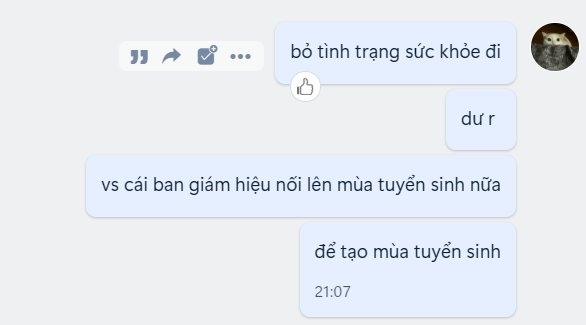 bỏ tình trạng sức khỏe đi
dư r
vs cái ban giám hiệu nối lên mùa tuyển sinh nữa
để tạo mùa tuyển sinh
21:07